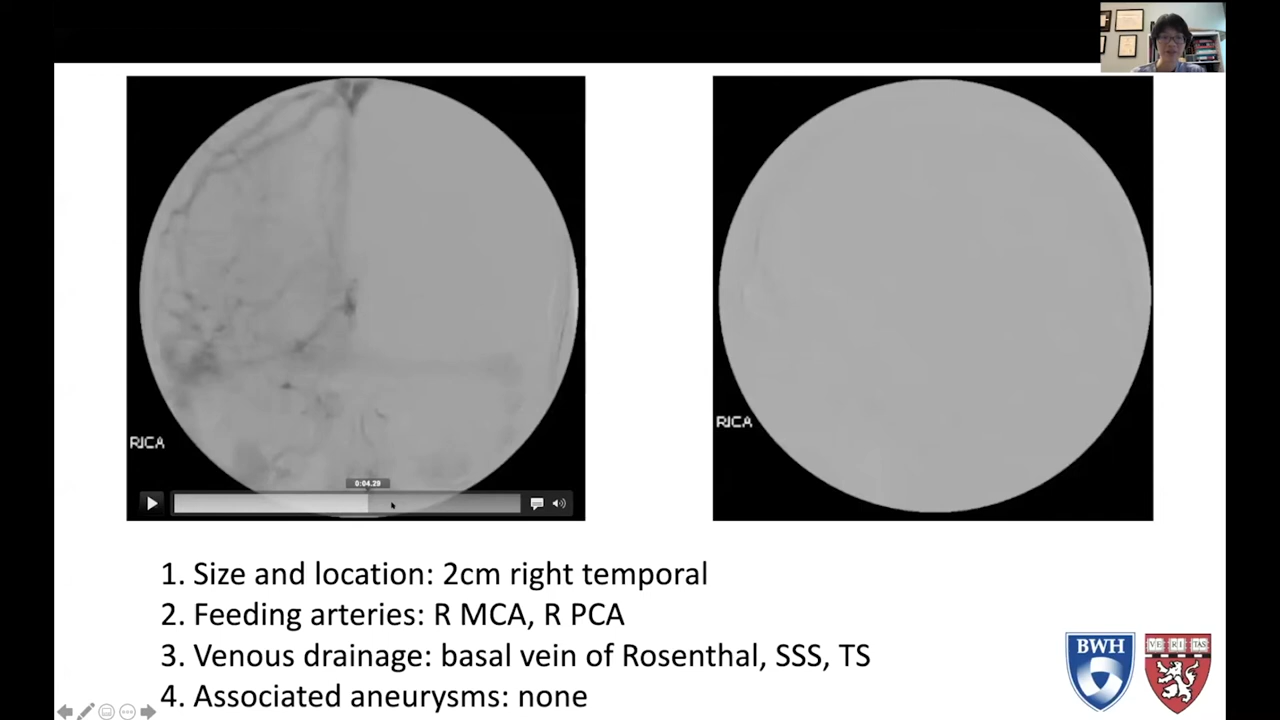 RICA
0:04.29
RICA
1. Size and location: 2cm right temporal
2. Feeding arteries: R MCA, R PCA
3. Venous drainage: basal vein of Rosenthal, SSS, TS
4. Associated aneurysms: none
BWH
VE RI TAS